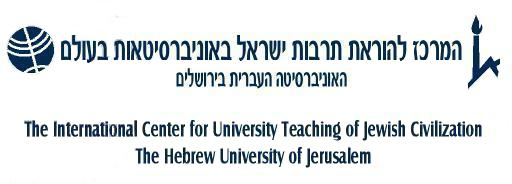 המרכז להוראת תרבות ישראל באוניברסיטאות בעולם
האוניברסיטה העברית בירושלים
The International Center for University Teaching of Jewish Civilization
The Hebrew University of Jerusalem